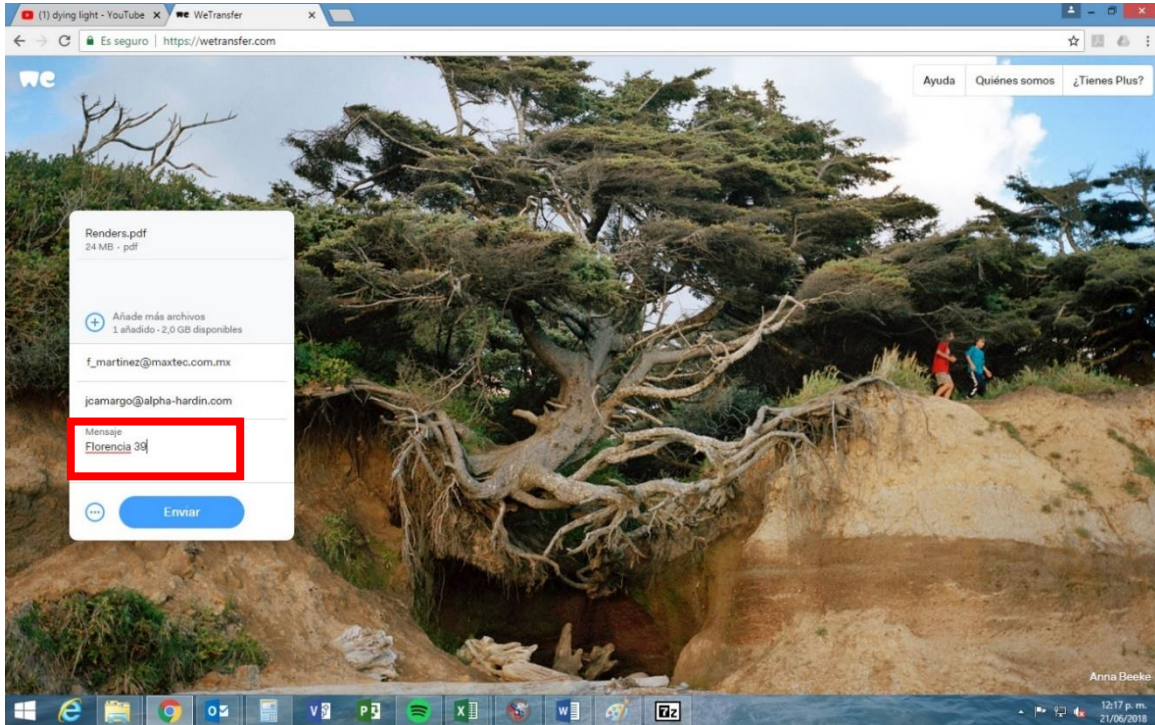 (1) dying light - YouTube
WeTransfer
Es seguro | https://wetransfer.com
we
Ayuda
Quiénes somos
¿Tienes Plus?
Renders.pdf
24 MB - pdf
Añade más archivos
1 añadido - 2,0 GB disponibles
f_martinez@maxtec.com.mx
jcamargo@alpha-hardin.com
Mensaje
Florencia 39
Enviar
Anna Beeke
12:17 p. m.
21/06/2018